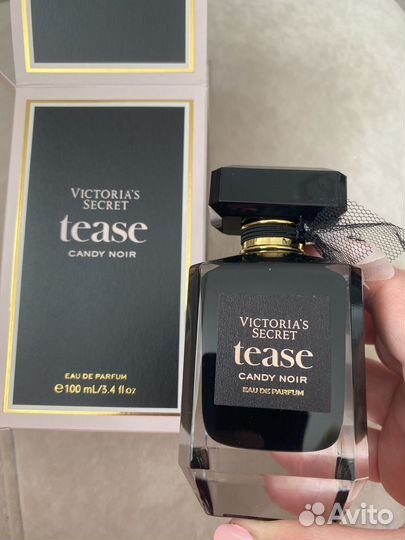 VICTORIA'S
SECRET
tease
CANDY NOIR
EAU DE PARFUM
℮100 mL/3.4 fl oz
VICTORIA'S
SECRET
tease
CANDY NOIR
EAU DE PARFUM
Avito